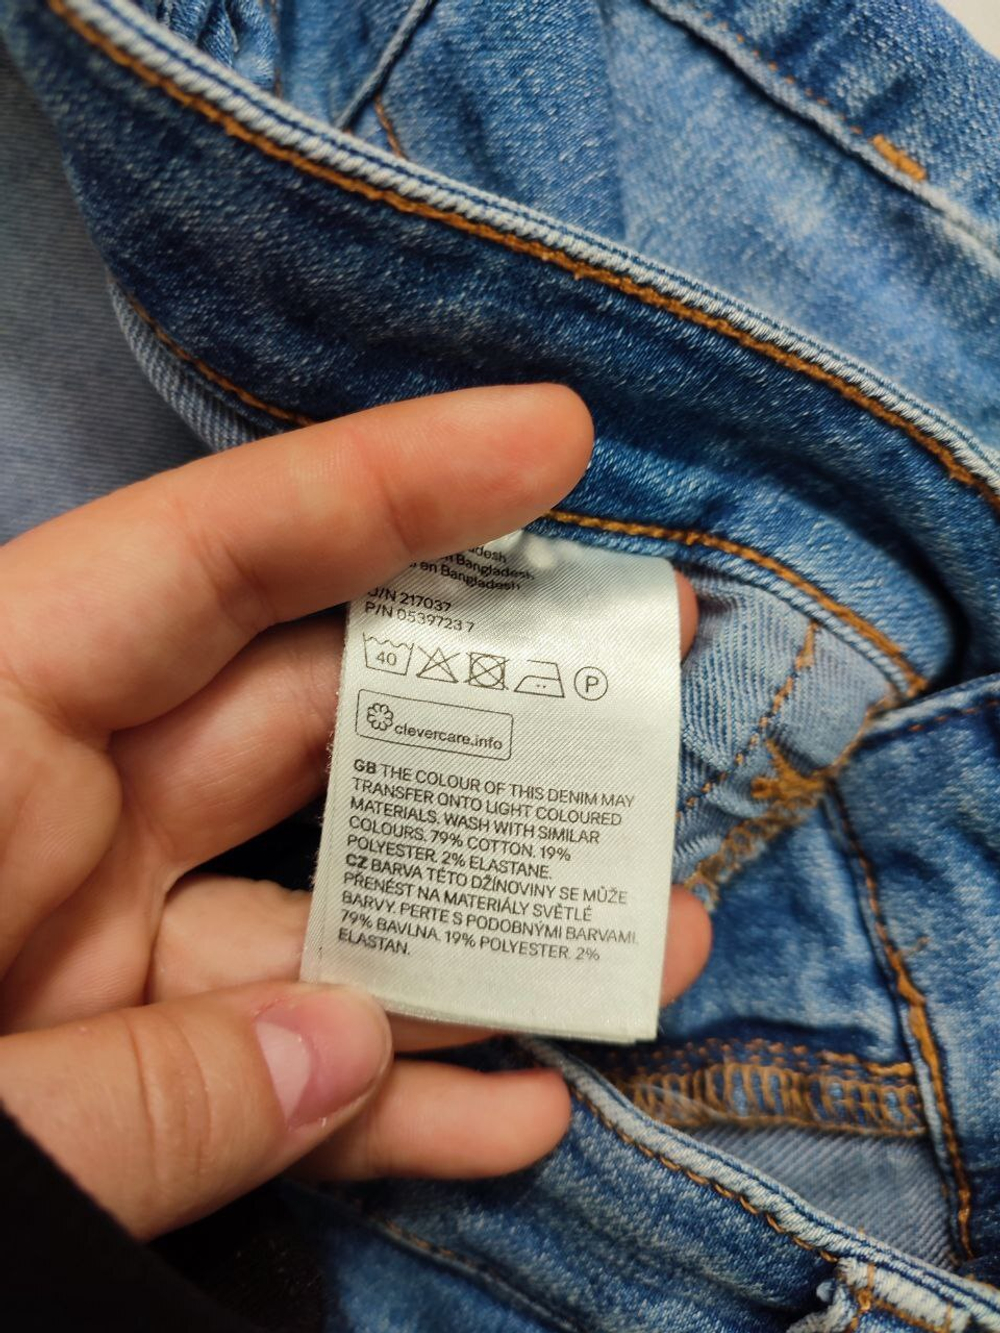 Bangladesh
en Bangladesh
/N 217037
P/N 0539723 7
40 P
clevercare.info
GB THE COLOUR OF THIS DENIM MAY
TRANSFER ONTO LIGHT COLOURED
MATERIALS. WASH WITH SIMILAR
COLOURS. 79% COTTON. 19%
POLYESTER. 2% ELASTANE.
CZ BARVA TÉTO DŽÍNOVINY SE MŮŽE
PŘENÉST NA MATERIÁLY SVĚTLÉ
BARVY. PERTE S PODOBNÝMI BARVAMI.
79% BAVLNA. 19% POLYESTER. 2%
ELASTAN.